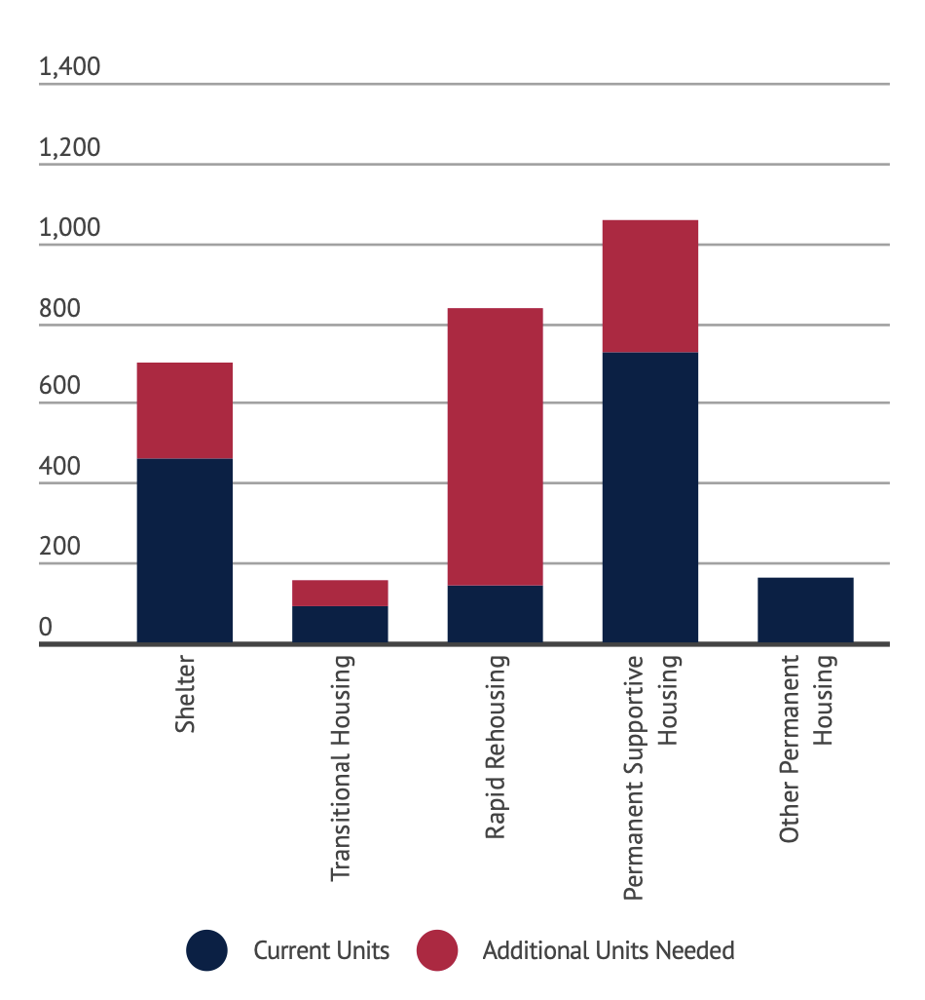 1,400
1,200
1,000
800
600
400
200
0
Shelter
Transitional Housing
Rapid Rehousing
Permanent Supportive
Housing
Other Permanent
Housing
Current Units
Additional Units Needed